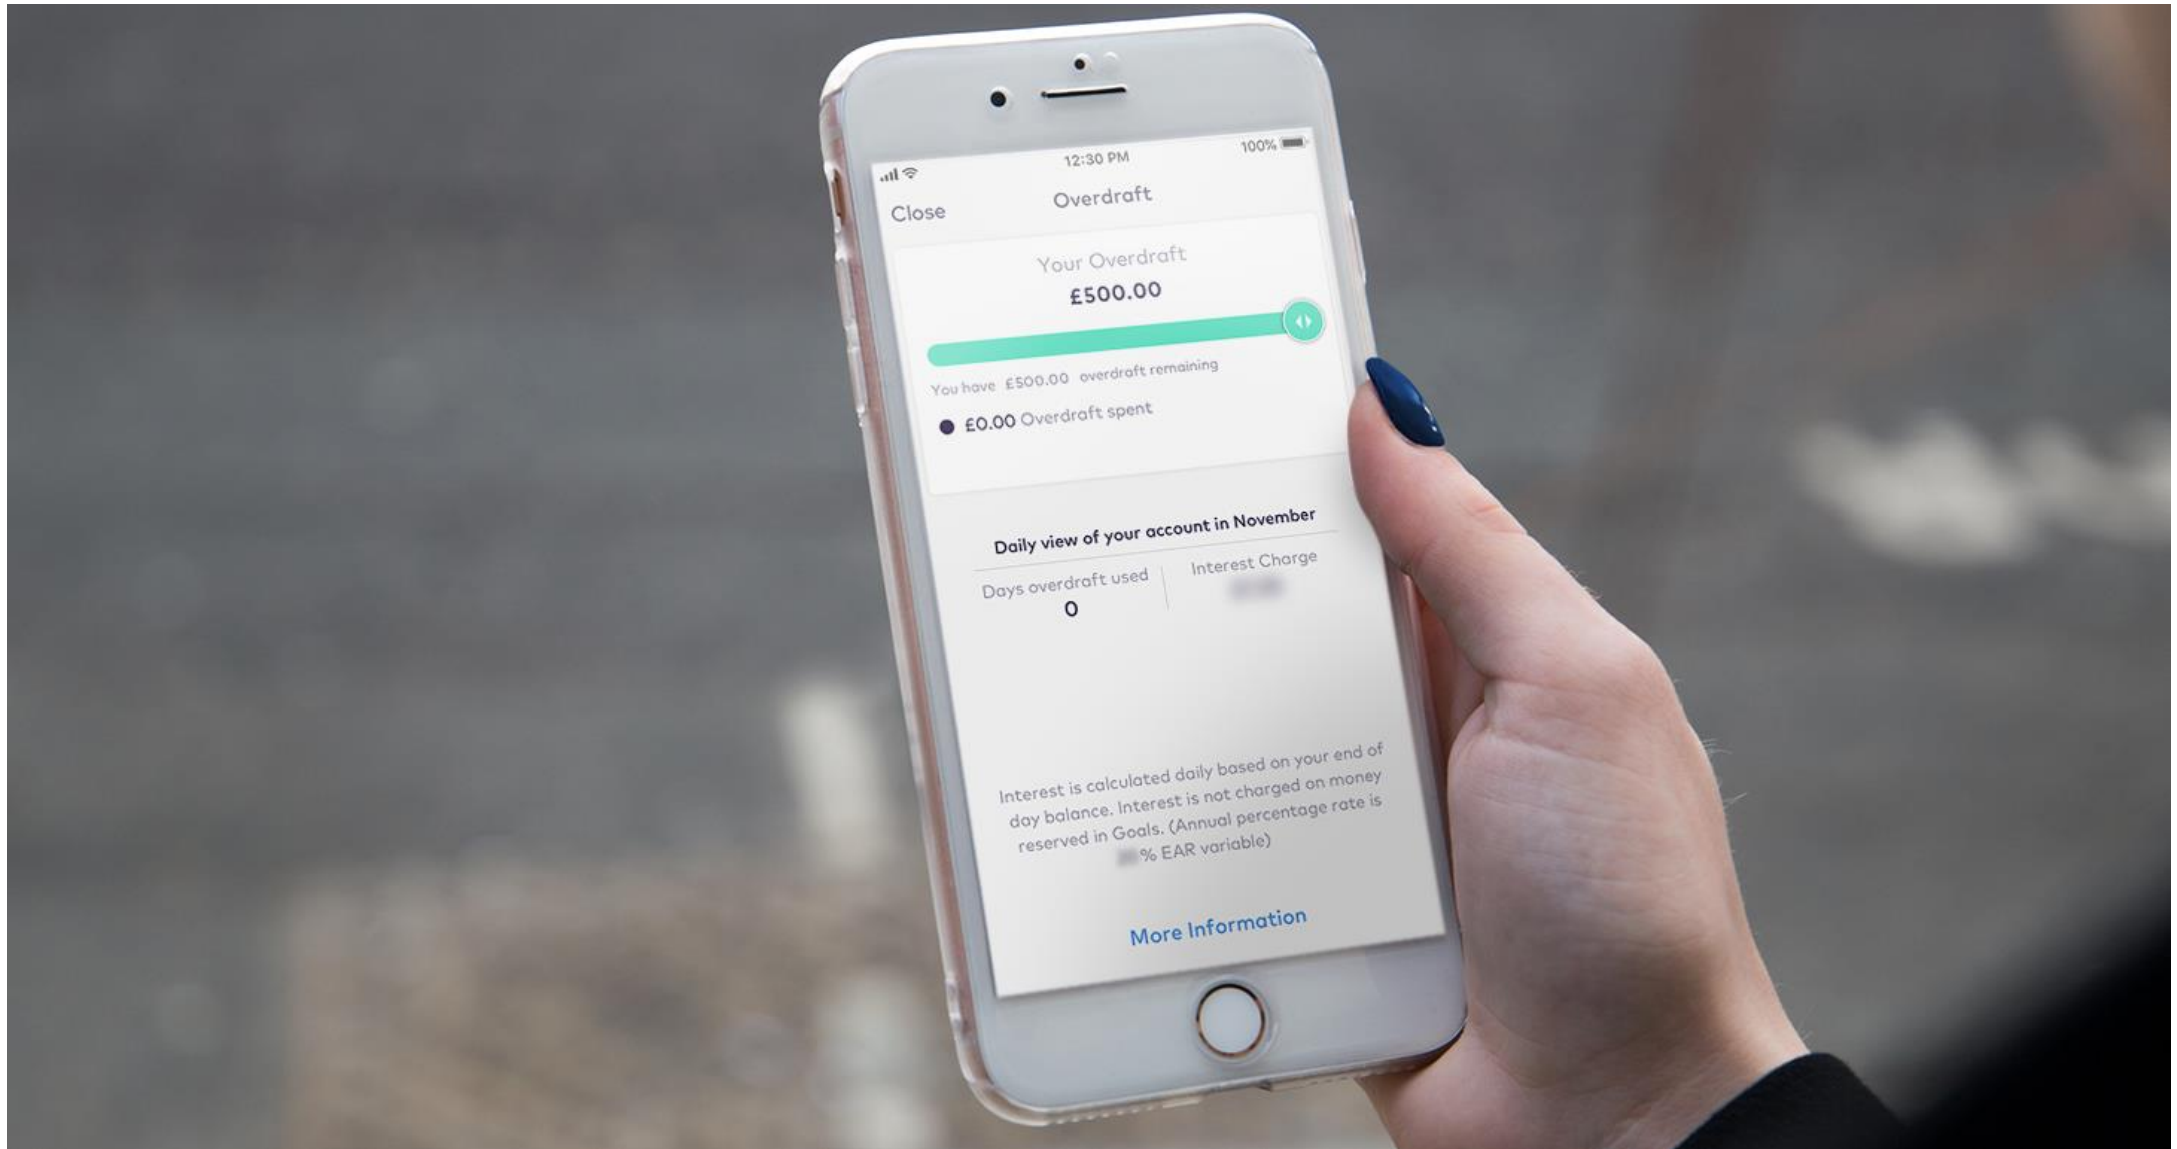 12:30 PM
100%
Close
Overdraft
Your Overdraft
£500.00
You have £500.00 overdraft remaining
£0.00 Overdraft spent
Daily view of your account in November
Days overdraft used
Interest Charge
0
Interest is calculated daily based on your end of
day balance. Interest is not charged on money
reserved in Goals. (Annual percentage rate is
% EAR variable)
More Information